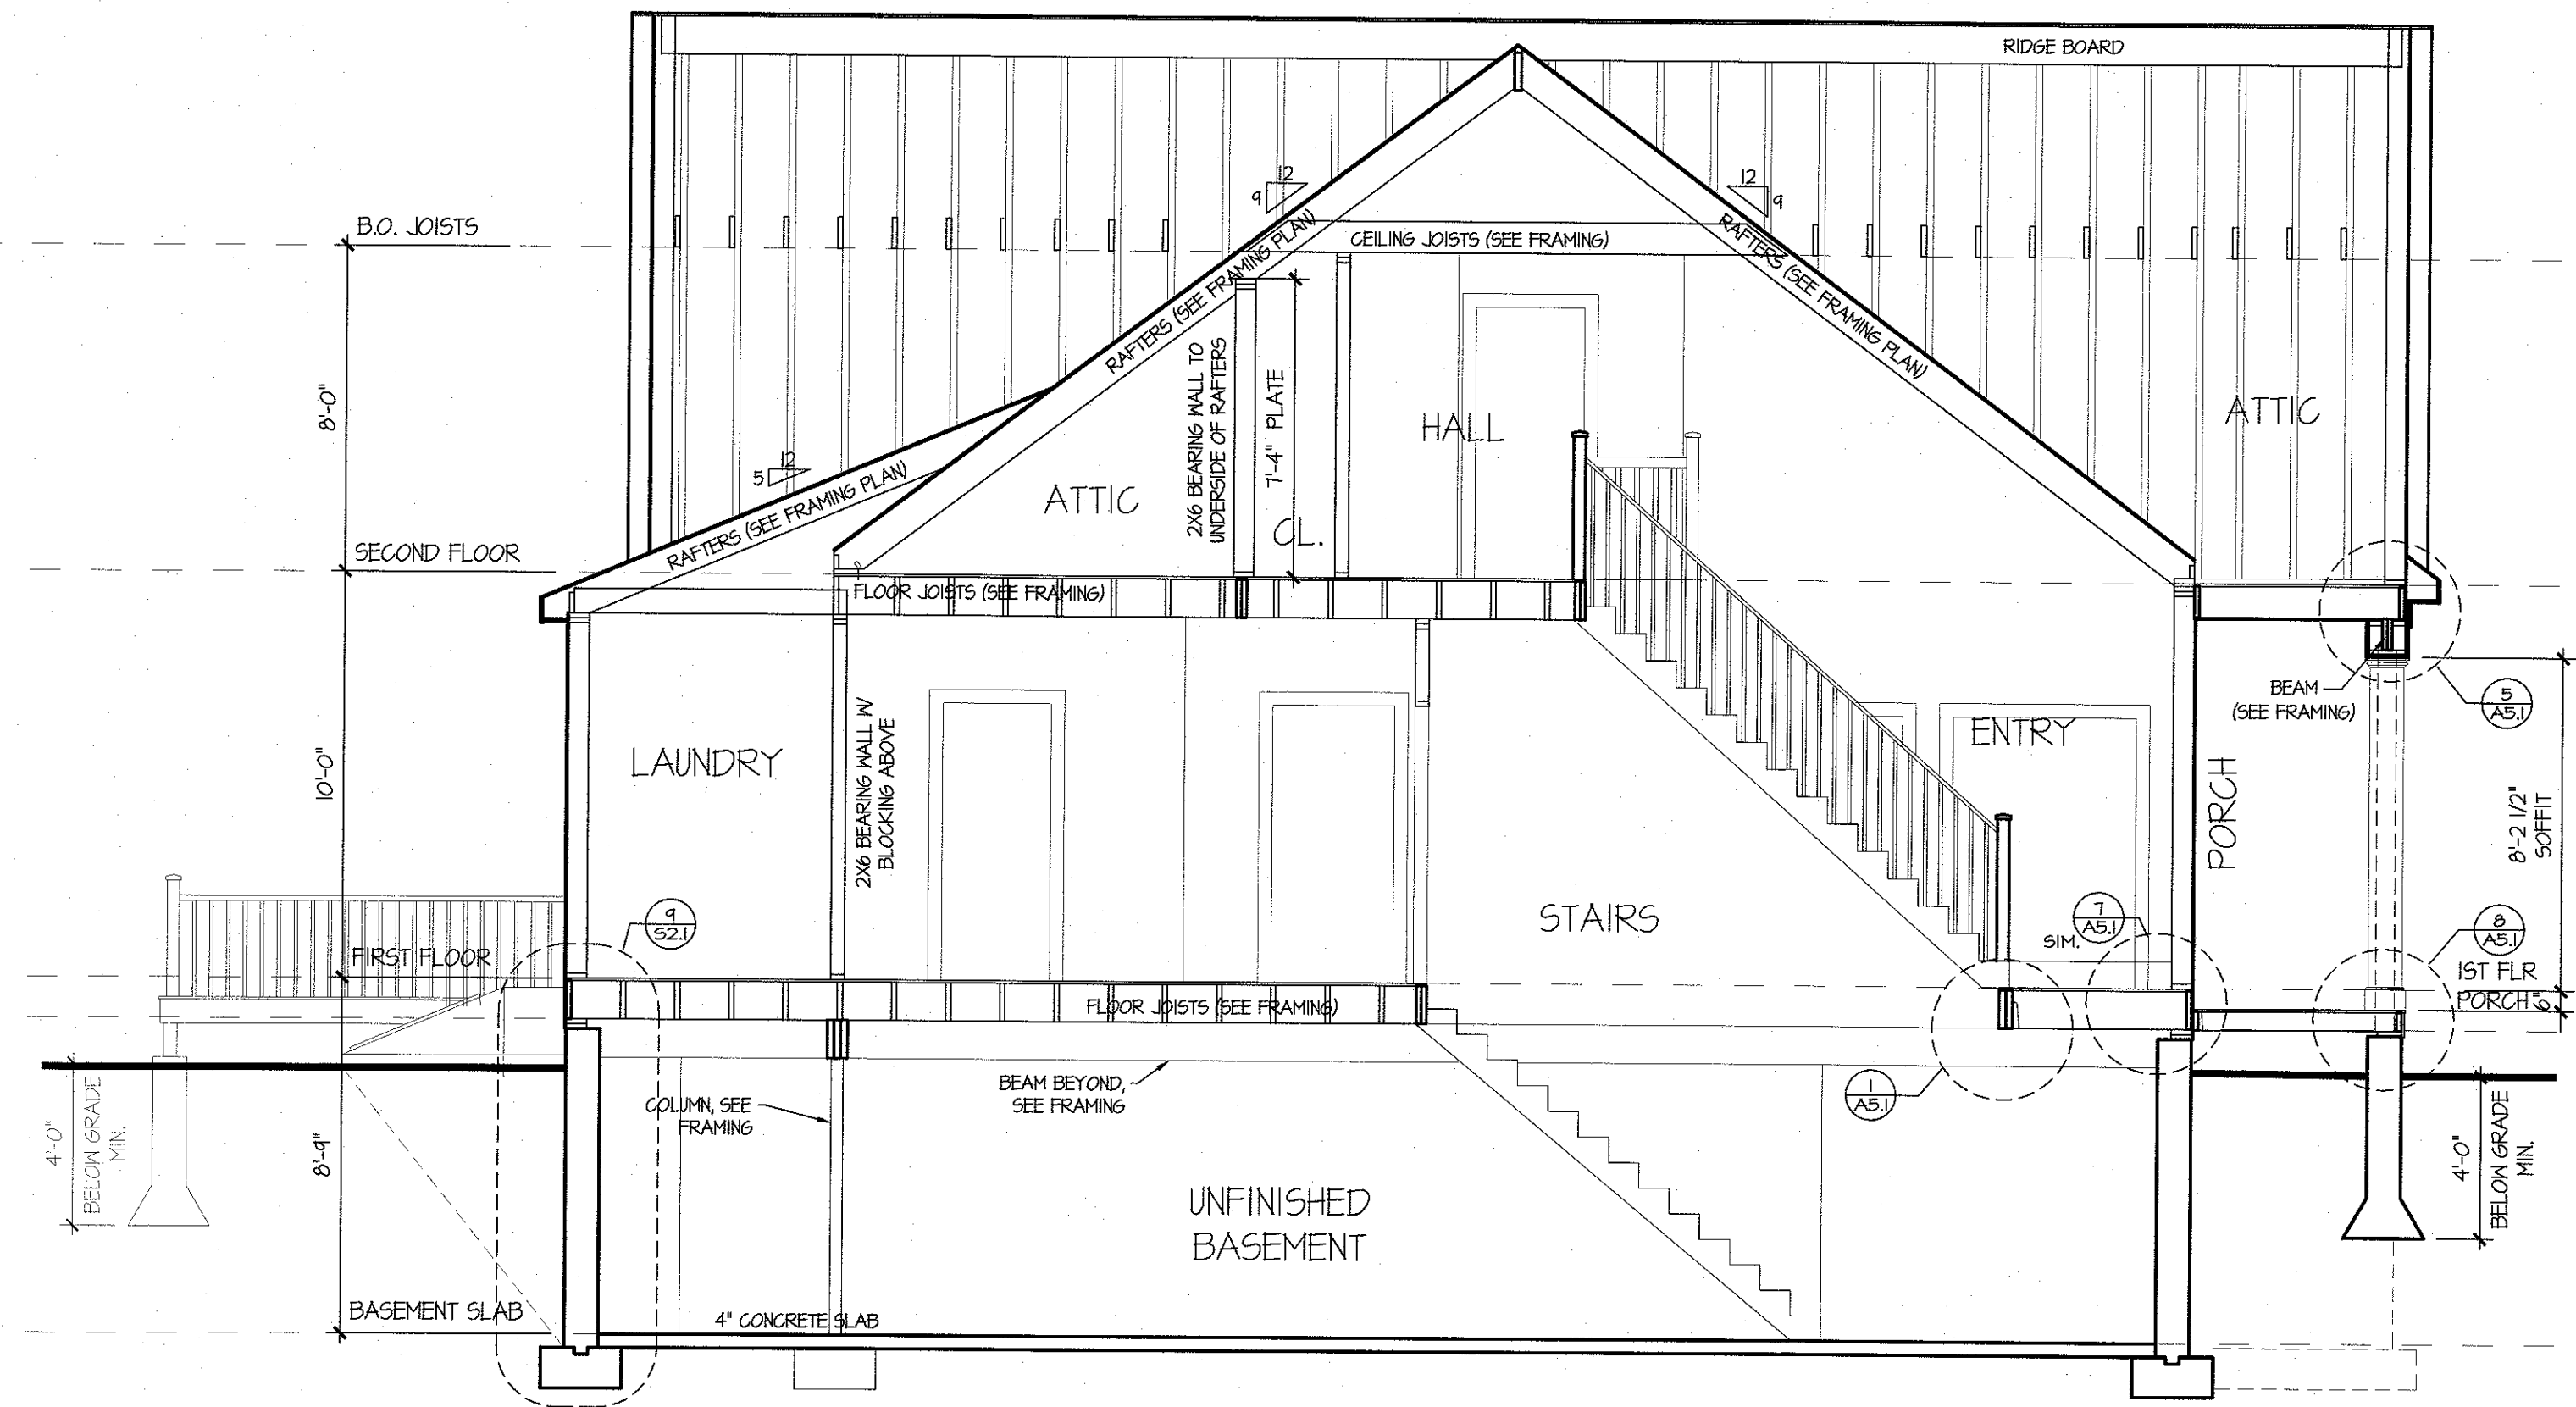 RIDGE BOARD
12
9
12
9
B.O. JOISTS
CEILING JOISTS (SEE FRAMING)
RAFTERS (SEE FRAMING PLAN)
RAFTERS (SEE FRAMING PLAN)
8'-0"
2X6 BEARING WALL TO
UNDERSIDE OF RAFTERS
7'-4" PLATE
HALL
ATTIC
12
5
RAFTERS (SEE FRAMING PLAN)
ATTIC
CL.
SECOND FLOOR
FLOOR JOISTS (SEE FRAMING)
BEAM
(SEE FRAMING)
5
A5.1
10'-0"
LAUNDRY
2X6 BEARING WALL W/
BLOCKING ABOVE
ENTRY
PORCH
8'-2 1/2"
SOFFIT
STAIRS
9
S2.1
SIM.
7
A5.1
8
A5.1
FIRST FLOOR
1ST FLR
PORCH
6"
FLOOR JOISTS (SEE FRAMING)
BEAM BEYOND,
SEE FRAMING
COLUMN, SEE
FRAMING
1
A5.1
4'-0"
BELOW GRADE
MIN.
8'-9"
4'-0"
BELOW GRADE
MIN.
UNFINISHED
BASEMENT
BASEMENT SLAB
4" CONCRETE SLAB